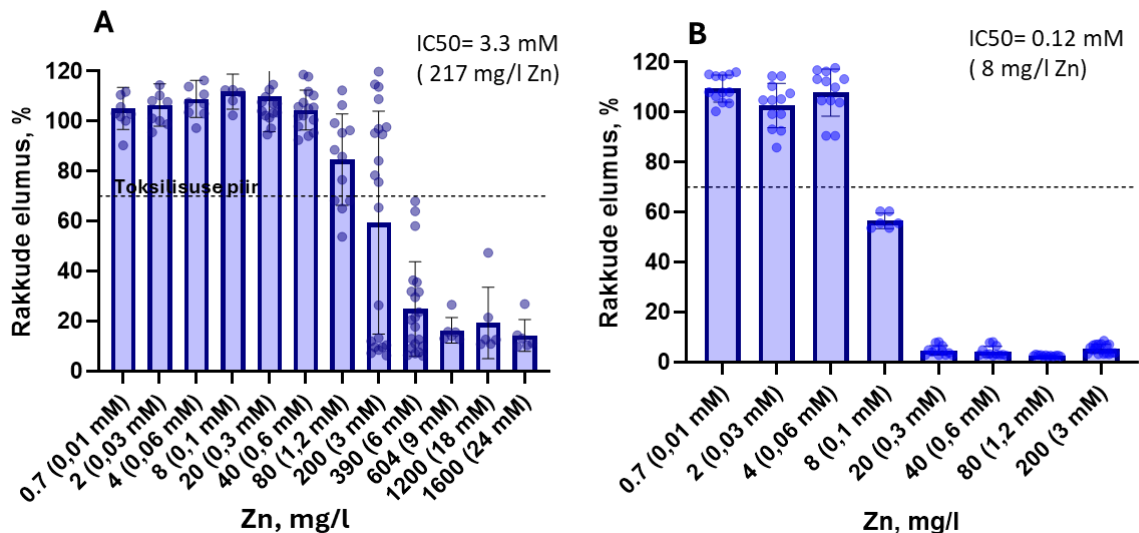 A
IC50= 3.3 mM
( 217 mg/l Zn)
Rakkude elumus, %
120
100
80
60
40
20
0
Toksilisuse piir
0.7 (0,01 mM)
2 (0,03 mM)
4 (0,06 mM)
8 (0,1 mM)
20 (0,3 mM)
40 (0,6 mM)
80 (1,2 mM)
200 (3 mM)
390 (6 mM)
604 (9 mM)
1200 (18 mM)
1600 (24 mM)
Zn, mg/l
B
IC50= 0.12 mM
( 8 mg/l Zn)
Rakkude elumus, %
120
100
80
60
40
20
0
0.7 (0,01 mM)
2 (0,03 mM)
4 (0,06 mM)
8 (0,1 mM)
20 (0,3 mM)
40 (0,6 mM)
80 (1,2 mM)
200 (3 mM)
Zn, mg/l